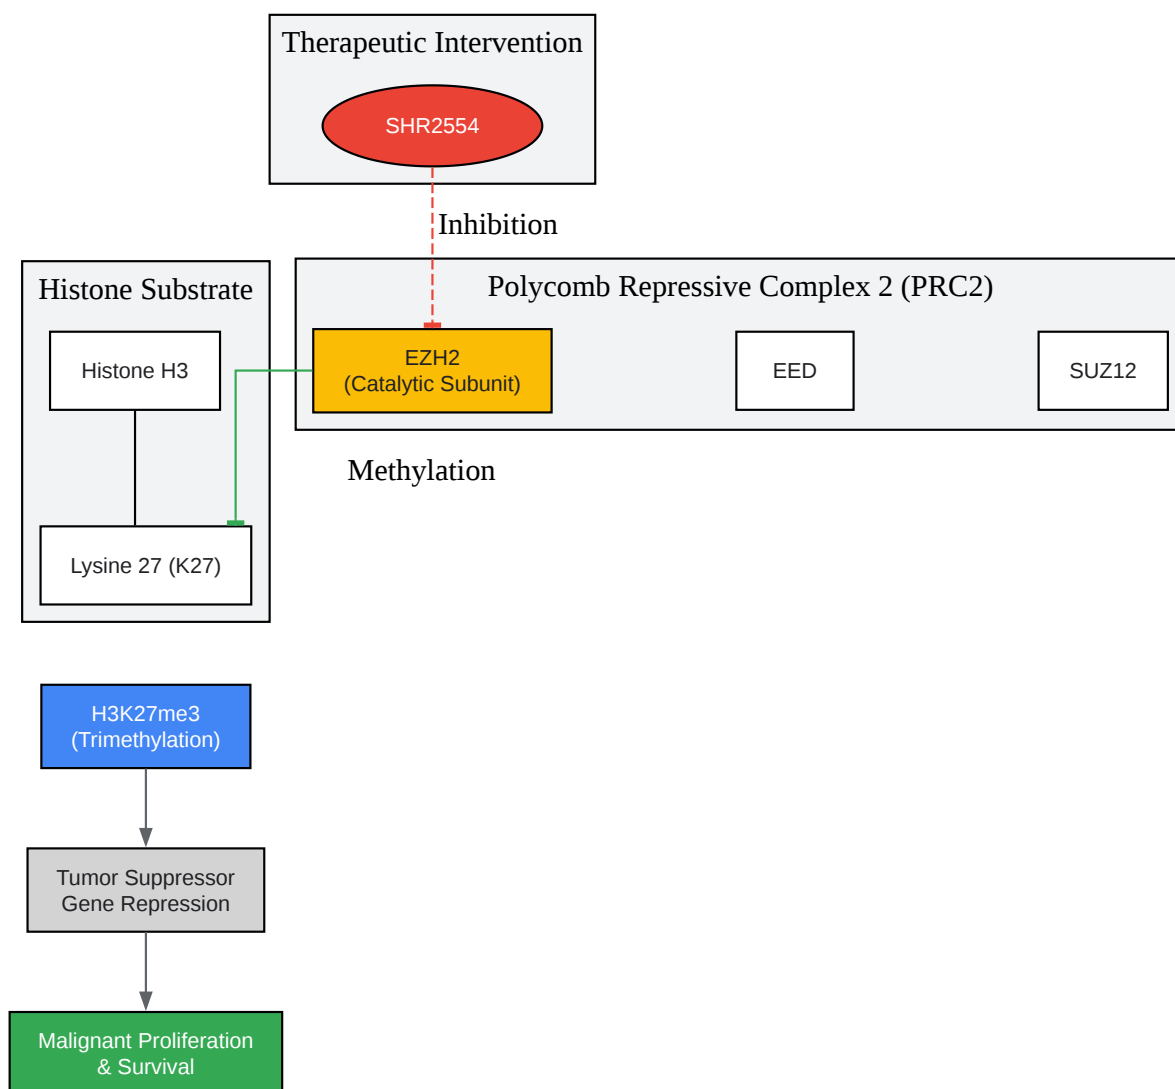 Therapeutic Intervention
SHR2554
Inhibition
Histone Substrate
Polycomb Repressive Complex 2 (PRC2)
Histone H3
EZH2
(Catalytic Subunit)
EED
SUZ12
Methylation
Lysine 27 (K27)
H3K27me3
(Trimethylation)
Tumor Suppressor
Gene Repression
Malignant Proliferation
& Survival